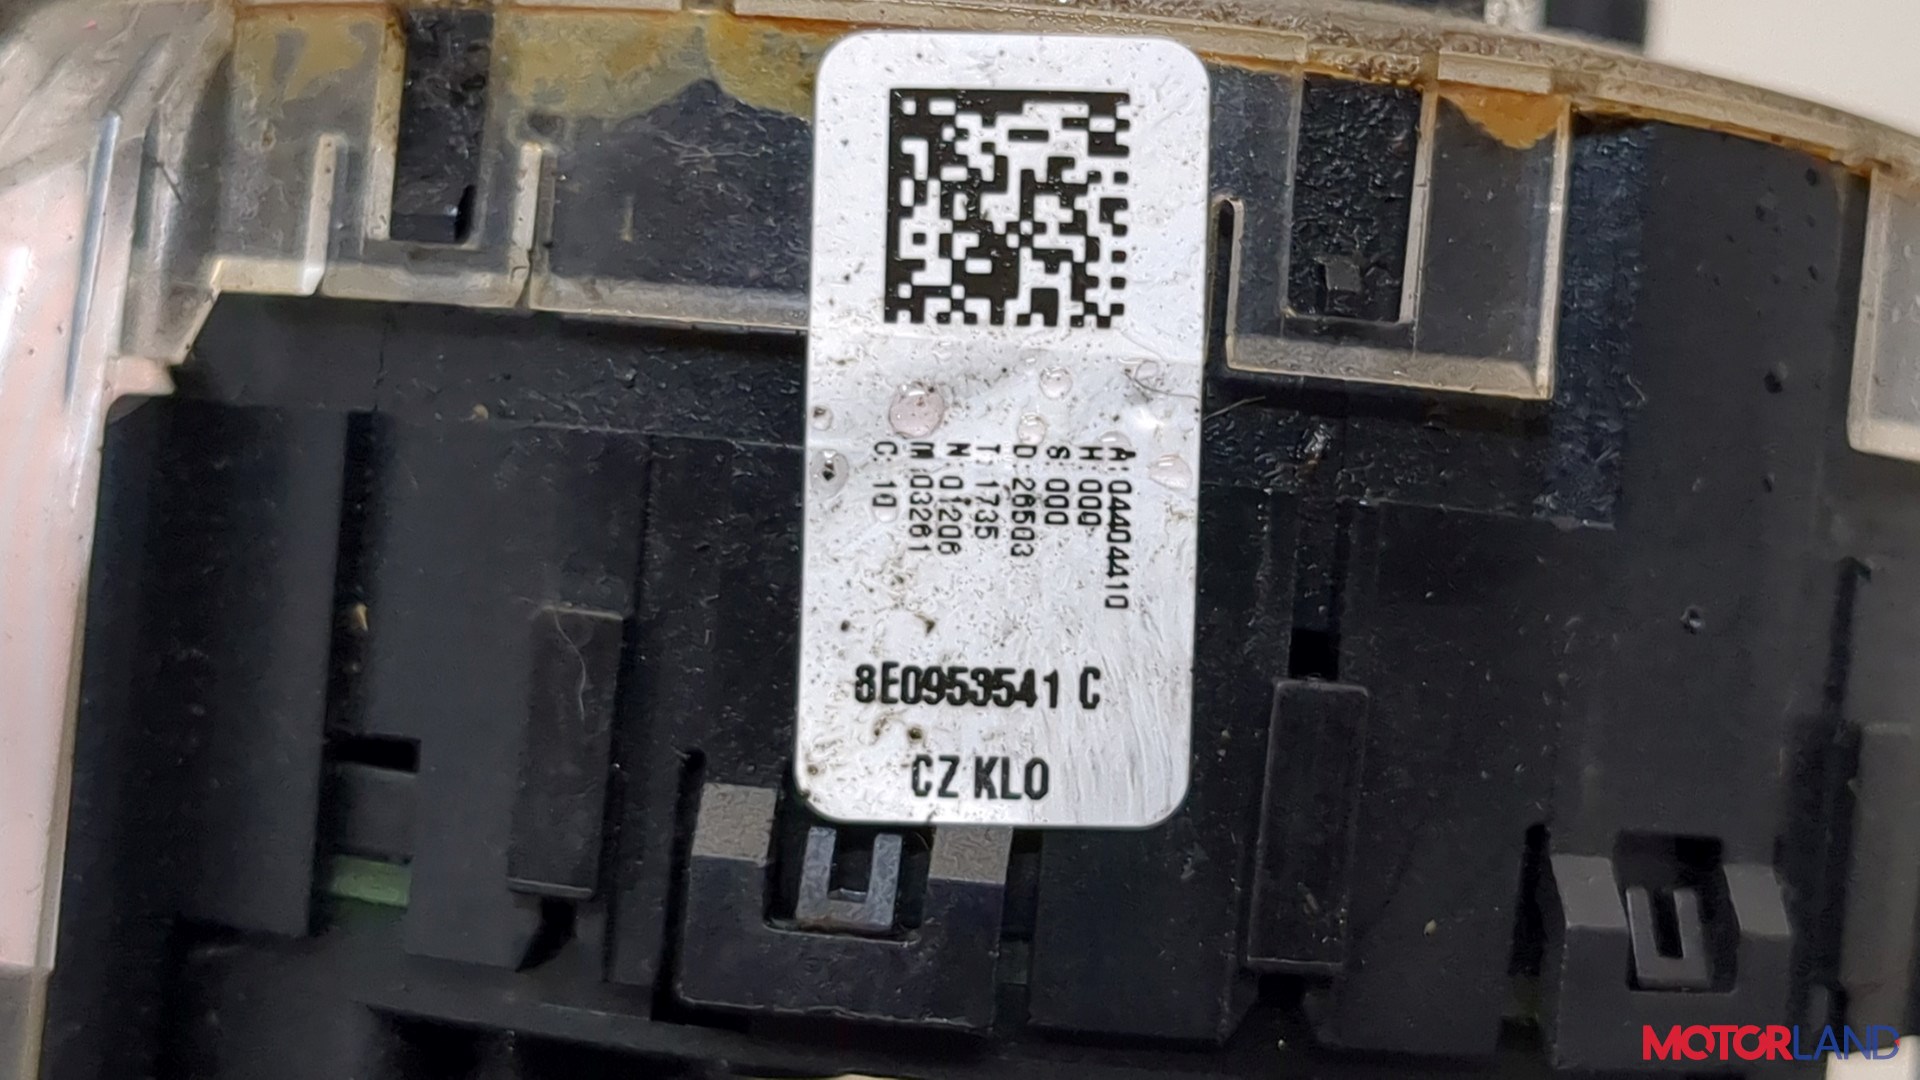 A: 04404410
H: 000
S: 000
D: 26503
T: 1735
N: 01206
M: 03261
C: 10
8E0953541 C
CZ KLO
MOTORLAND